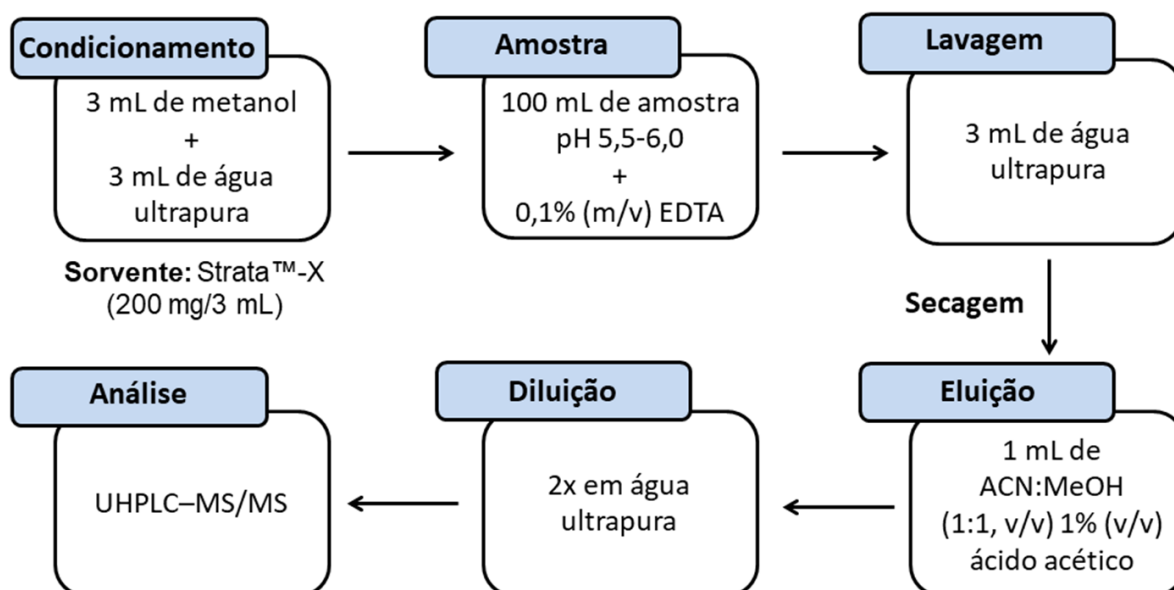 Condicionamento
3 mL de metanol
+
3 mL de água
ultrapura
Sorvente: Strata™-X
(200 mg/3 mL)
Amostra
100 mL de amostra
pH 5,5-6,0
+
0,1% (m/v) EDTA
Lavagem
3 mL de água
ultrapura
Secagem
Eluição
1 mL de
ACN:MeOH
(1:1, v/v) 1% (v/v)
ácido acético
Diluição
2x em água
ultrapura
Análise
UHPLC–MS/MS